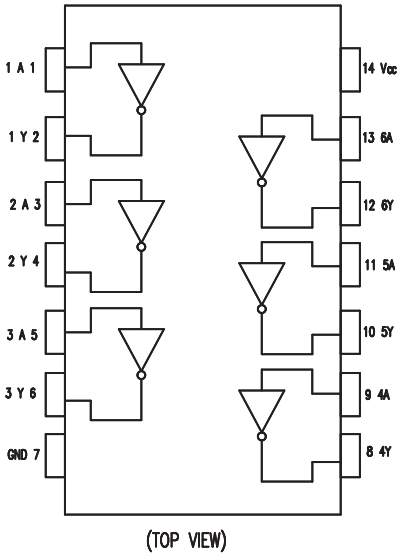 1 A 1
1 Y 2
2 A 3
2 Y 4
3 A 5
3 Y 6
GND 7
14 Vcc
13 6A
12 6Y
11 5A
10 5Y
9 4A
8 4Y
(TOP VIEW)